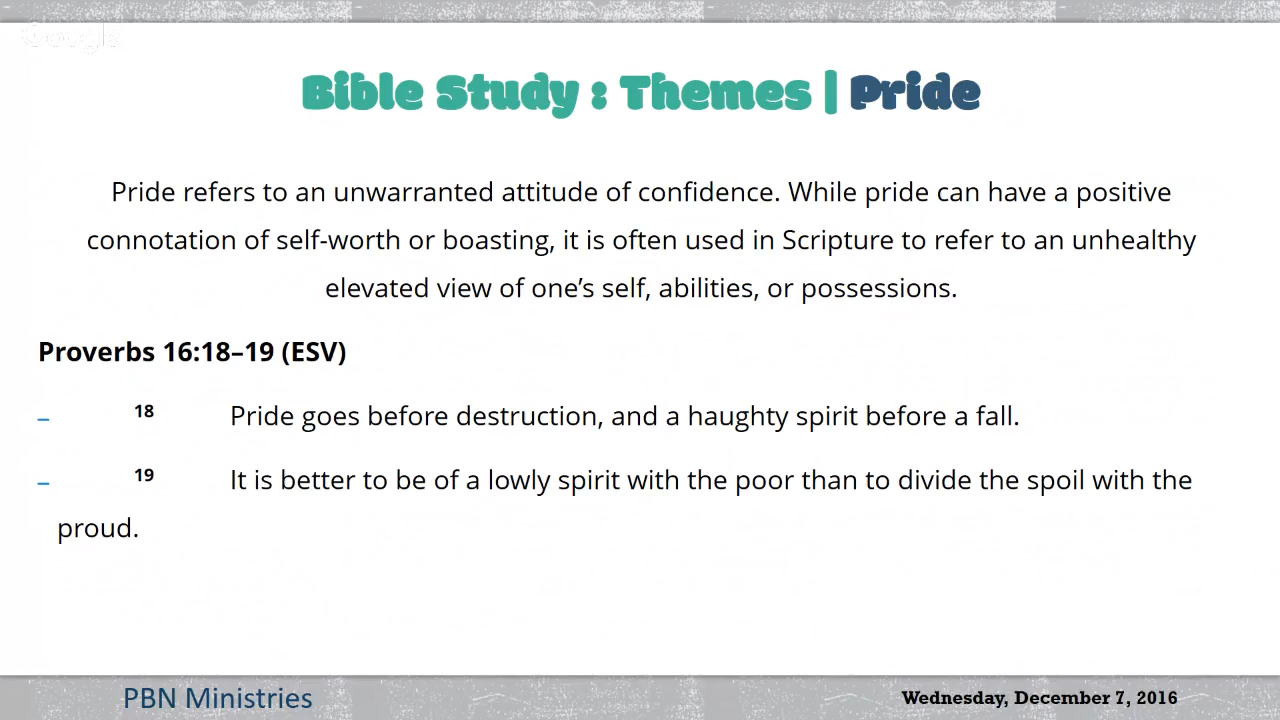 Google
Bible Study : Themes | Pride
Pride refers to an unwarranted attitude of confidence. While pride can have a positive
connotation of self-worth or boasting, it is often used in Scripture to refer to an unhealthy
elevated view of one’s self, abilities, or possessions.
Proverbs 16:18–19 (ESV)
– 18 Pride goes before destruction, and a haughty spirit before a fall.
– 19 It is better to be of a lowly spirit with the poor than to divide the spoil with the
proud.
PBN Ministries
Wednesday, December 7, 2016